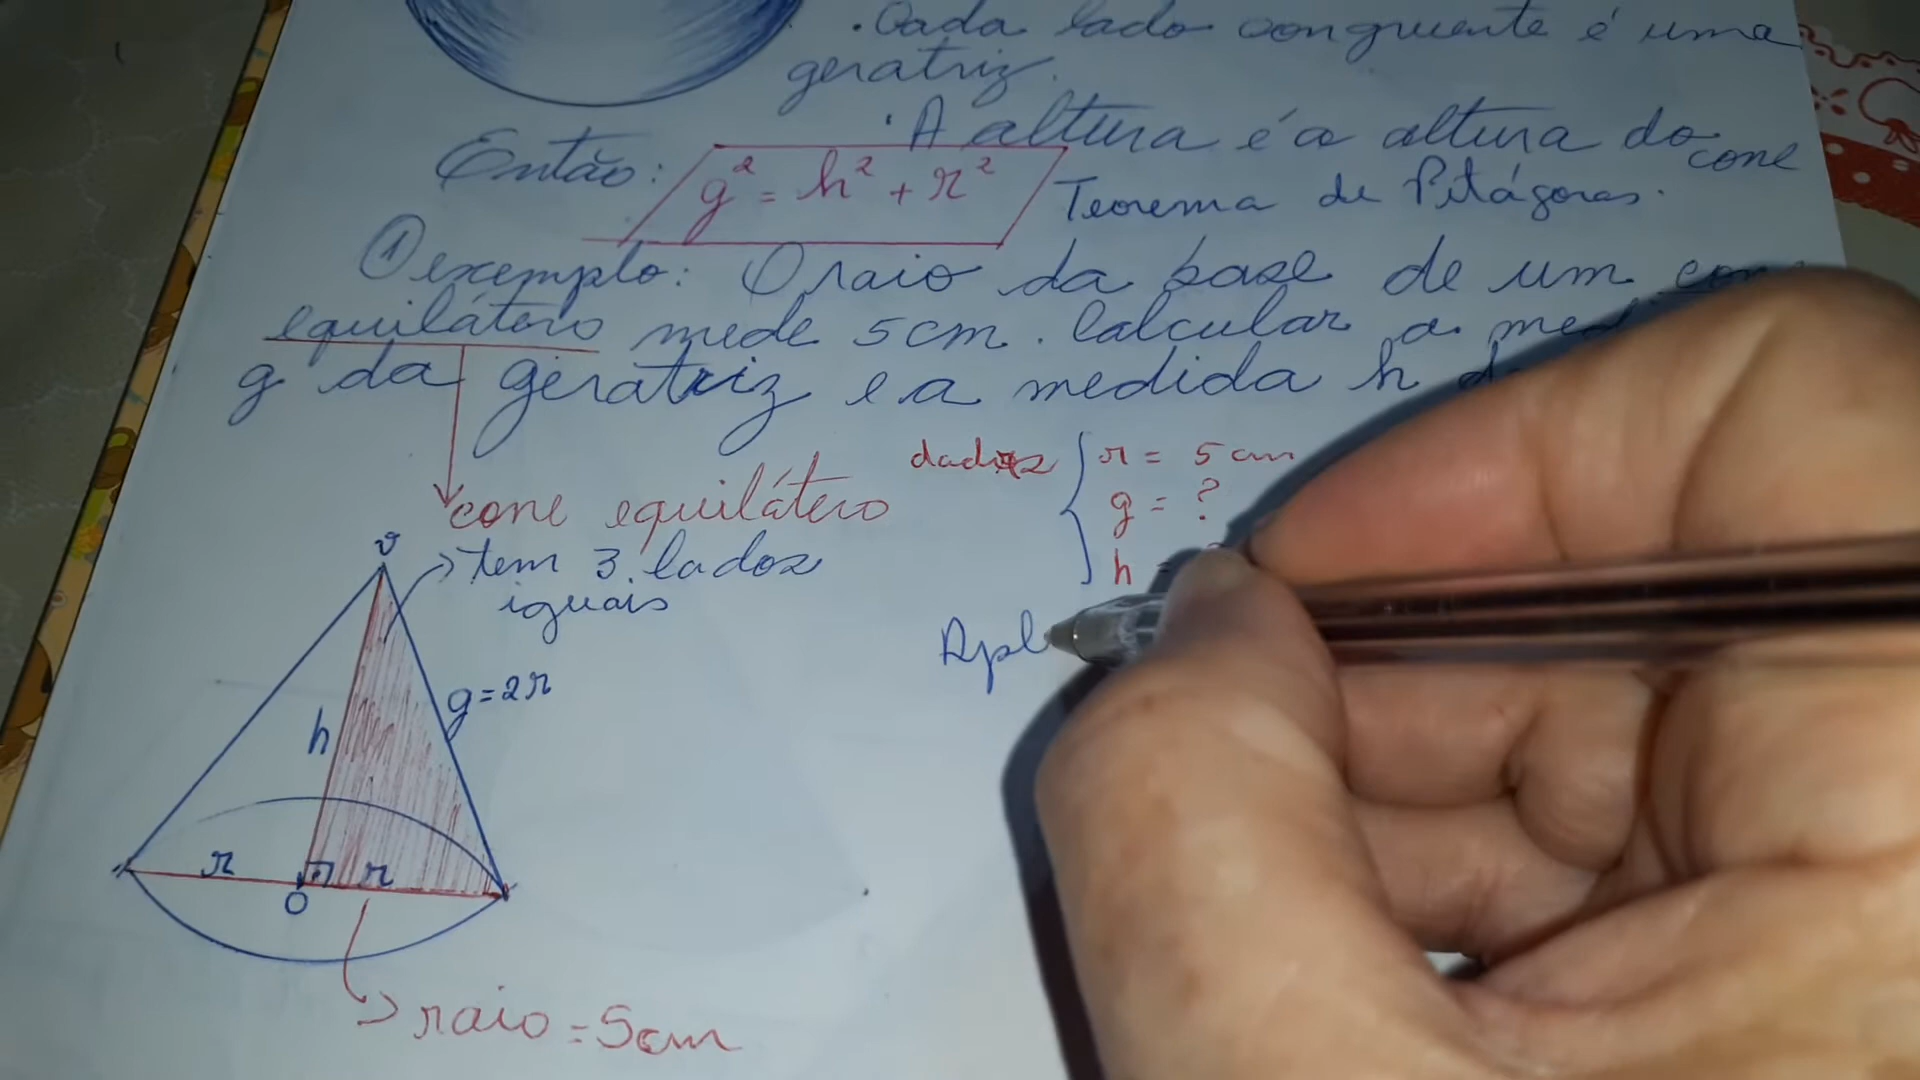 . Cada lado congruente é uma
geratriz.
. A altura é a altura do cone
Então: g² = h² + r² Teorema de Pitágoras.
① exemplo: O raio da base de um
equilátero mede 5 cm. Calcular a
g da geratriz e a medida h
dados r = 5 cm
g = ?
h =
cone equilátero
v
tem 3 lados
iguais
Apl
g = 2r
h
r
r
O
raio = 5cm